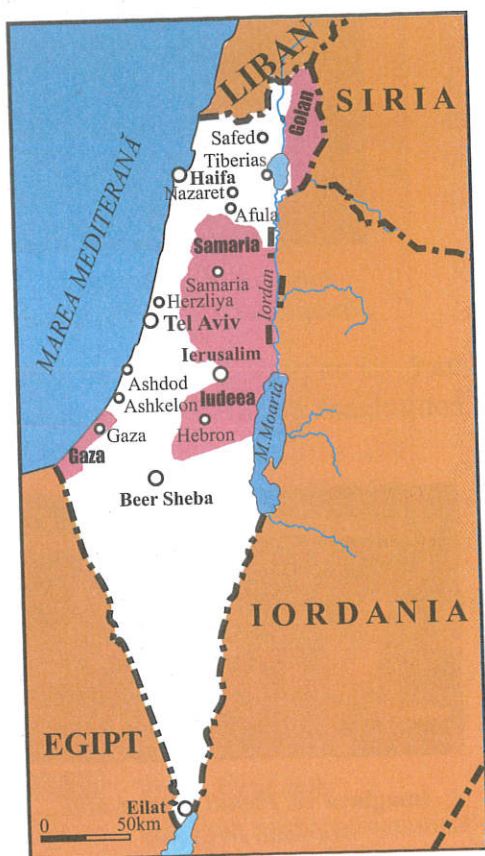 LIBAN
SIRIA
Golan
Safed
Tiberias
Haifa
Nazaret
Afula
MAREA MEDITERANĂ
Samaria
Samaria
Iordan
Herzliya
Tel Aviv
Ierusalim
Ashdod
Iudeea
Ashkelon
M.Moartă
Gaza
Hebron
Gaza
Beer Sheba
IORDANIA
EGIPT
Eilat
0 50km